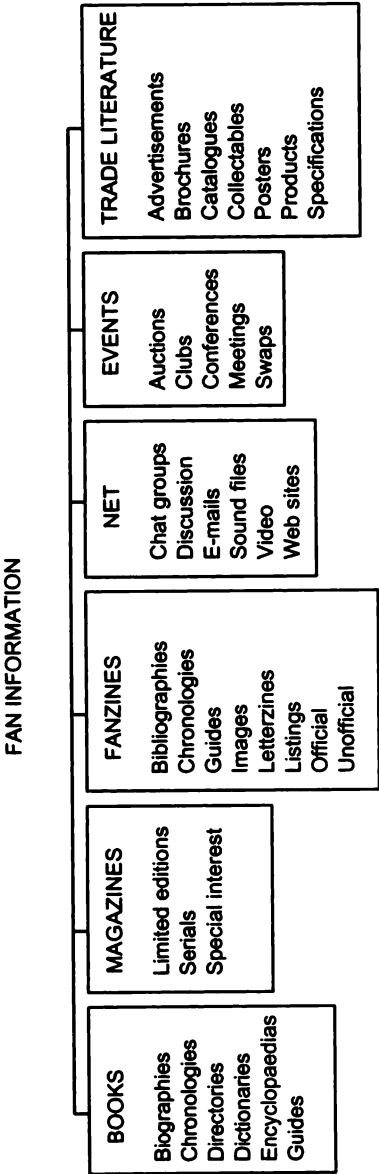 FAN INFORMATION
BOOKS
Biographies
Chronologies
Directories
Dictionaries
Encyclopaedias
Guides
MAGAZINES
Limited editions
Serials
Special interest
FANZINES
Bibliographies
Chronologies
Guides
Images
Letterzines
Listings
Official
Unofficial
NET
Chat groups
Discussion
E-mails
Sound files
Video
Web sites
EVENTS
Auctions
Clubs
Conferences
Meetings
Swaps
TRADE LITERATURE
Advertisements
Brochures
Catalogues
Collectables
Posters
Products
Specifications